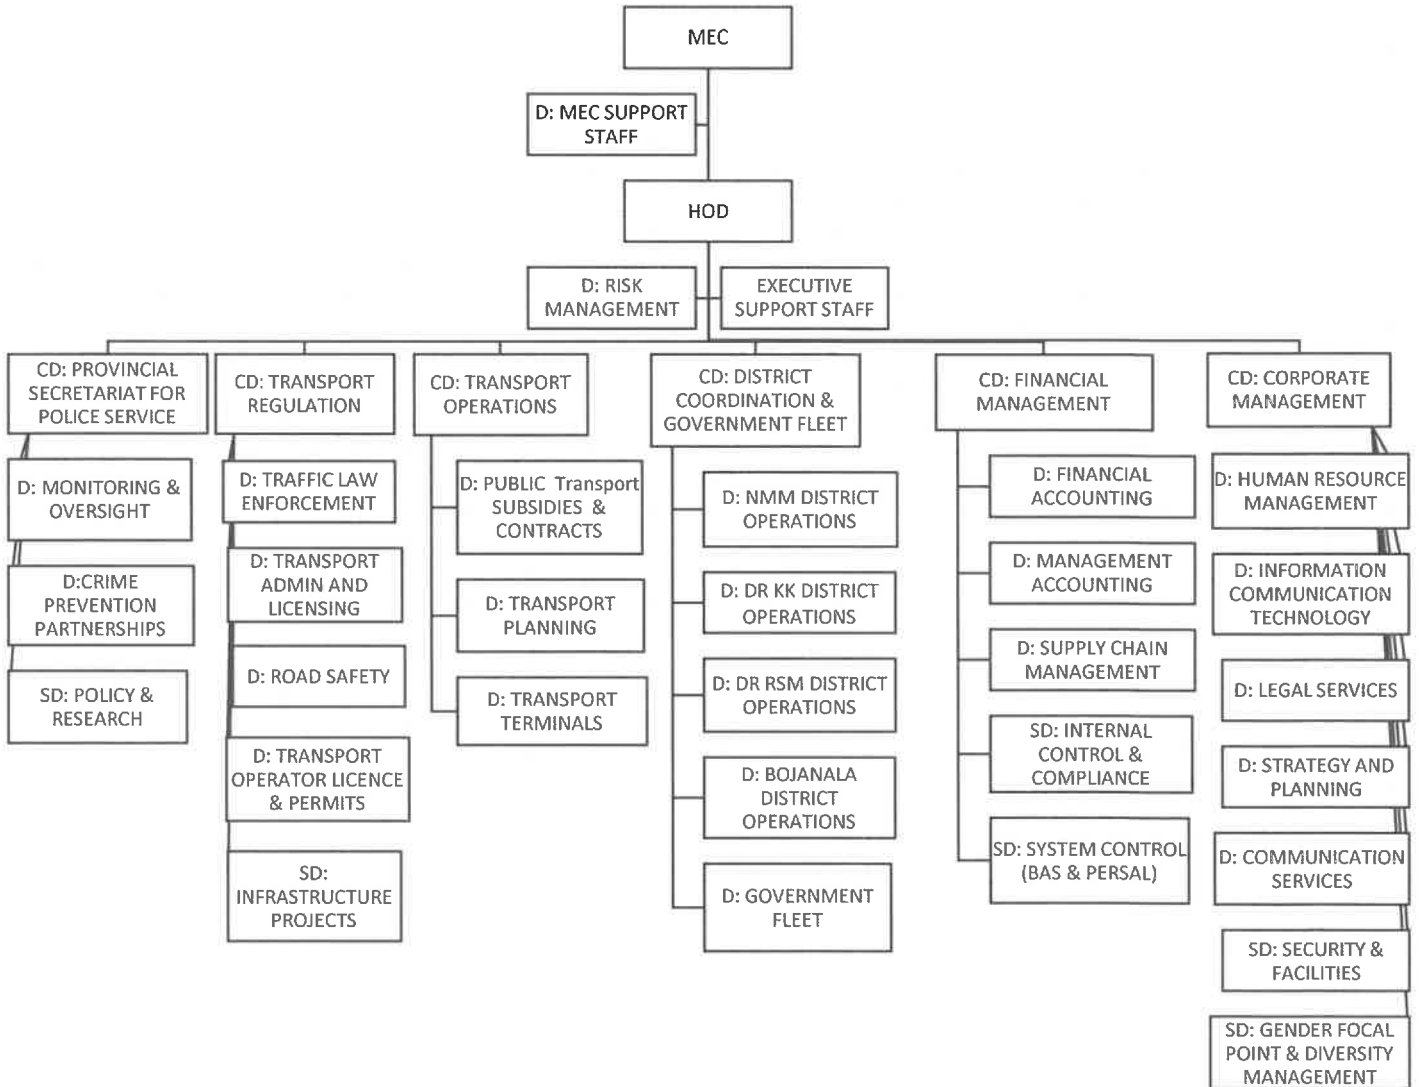 MEC
D: MEC SUPPORT
STAFF
HOD
D: RISK
MANAGEMENT
EXECUTIVE
SUPPORT STAFF
CD: PROVINCIAL
SECRETARIAT FOR
POLICE SERVICE
D: MONITORING &
OVERSIGHT
D:CRIME
PREVENTION
PARTNERSHIPS
SD: POLICY &
RESEARCH
CD: TRANSPORT
REGULATION
D: TRAFFIC LAW
ENFORCEMENT
D: TRANSPORT
ADMIN AND
LICENSING
D: ROAD SAFETY
D: TRANSPORT
OPERATOR LICENCE
& PERMITS
SD:
INFRASTRUCTURE
PROJECTS
CD: TRANSPORT
OPERATIONS
D: PUBLIC Transport
SUBSIDIES &
CONTRACTS
D: TRANSPORT
PLANNING
D: TRANSPORT
TERMINALS
CD: DISTRICT
COORDINATION &
GOVERNMENT FLEET
D: NMM DISTRICT
OPERATIONS
D: DR KK DISTRICT
OPERATIONS
D: DR RSM DISTRICT
OPERATIONS
D: BOJANALA
DISTRICT
OPERATIONS
D: GOVERNMENT
FLEET
CD: FINANCIAL
MANAGEMENT
D: FINANCIAL
ACCOUNTING
D: MANAGEMENT
ACCOUNTING
D: SUPPLY CHAIN
MANAGEMENT
SD: INTERNAL
CONTROL &
COMPLIANCE
SD: SYSTEM CONTROL
(BAS & PERSAL)
CD: CORPORATE
MANAGEMENT
D: HUMAN RESOURCE
MANAGEMENT
D: INFORMATION
COMMUNICATION
TECHNOLOGY
D: LEGAL SERVICES
D: STRATEGY AND
PLANNING
D: COMMUNICATION
SERVICES
SD: SECURITY &
FACILITIES
SD: GENDER FOCAL
POINT & DIVERSITY
MANAGEMENT